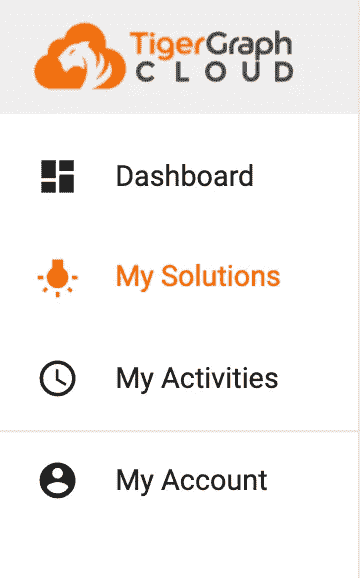 TigerGraph
CLOUD
Dashboard
My Solutions
My Activities
My Account